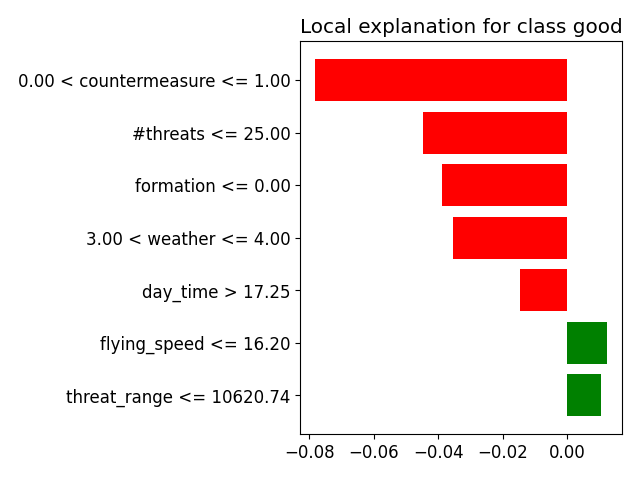 Local explanation for class good
0.00 < countermeasure <= 1.00
#threats <= 25.00
formation <= 0.00
3.00 < weather <= 4.00
day_time > 17.25
flying_speed <= 16.20
threat_range <= 10620.74
−0.08 −0.06 −0.04 −0.02 0.00